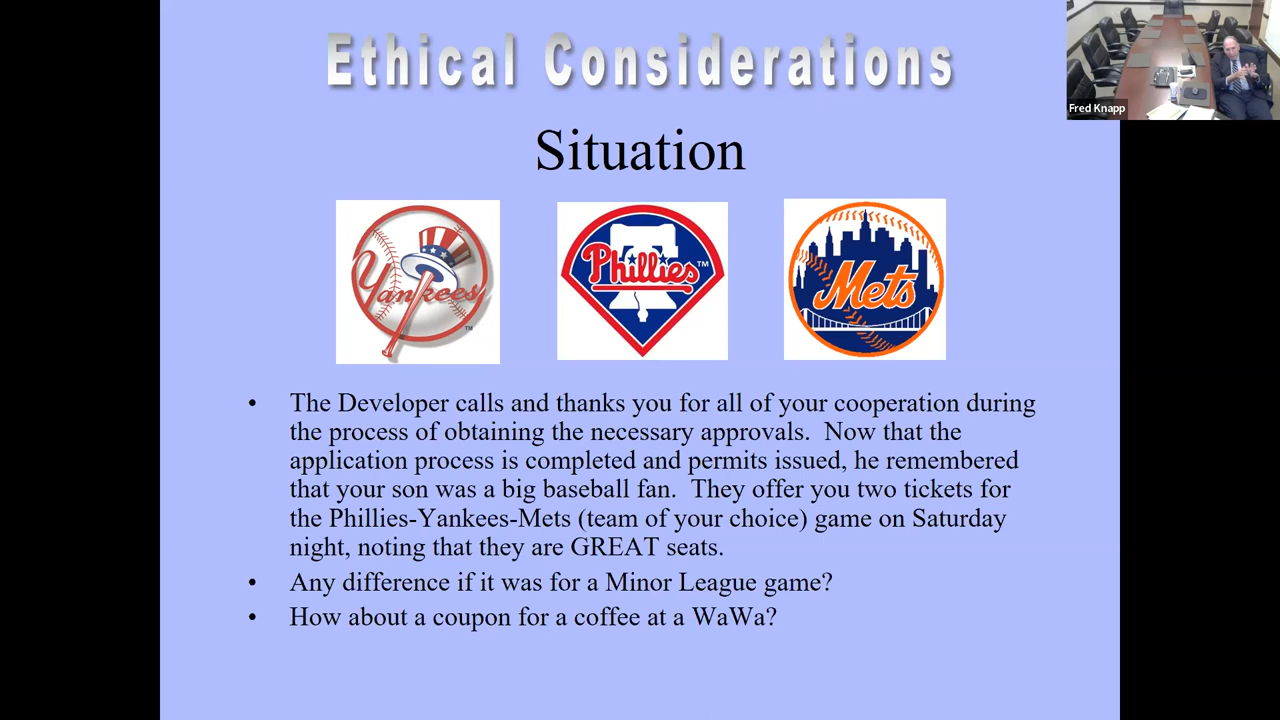 Ethical Considerations
Fred Knapp
Situation
Yankees TM
Phillies TM
Mets
• The Developer calls and thanks you for all of your cooperation during
the process of obtaining the necessary approvals.  Now that the
application process is completed and permits issued, he remembered
that your son was a big baseball fan.  They offer you two tickets for
the Phillies-Yankees-Mets (team of your choice) game on Saturday
night, noting that they are GREAT seats.
• Any difference if it was for a Minor League game?
• How about a coupon for a coffee at a WaWa?